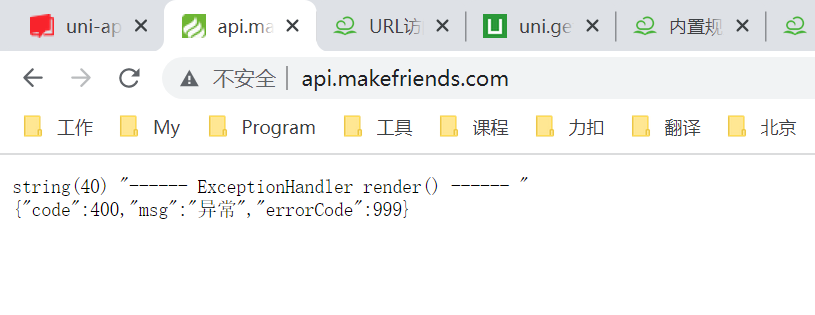 uni-ap
api.ma
URL访
uni.ge
内置规
不安全
api.makefriends.com
工作
My
Program
工具
课程
力扣
翻译
北京
string(40) "------ ExceptionHandler render() ------ "
{"code":400,"msg":"异常","errorCode":999}